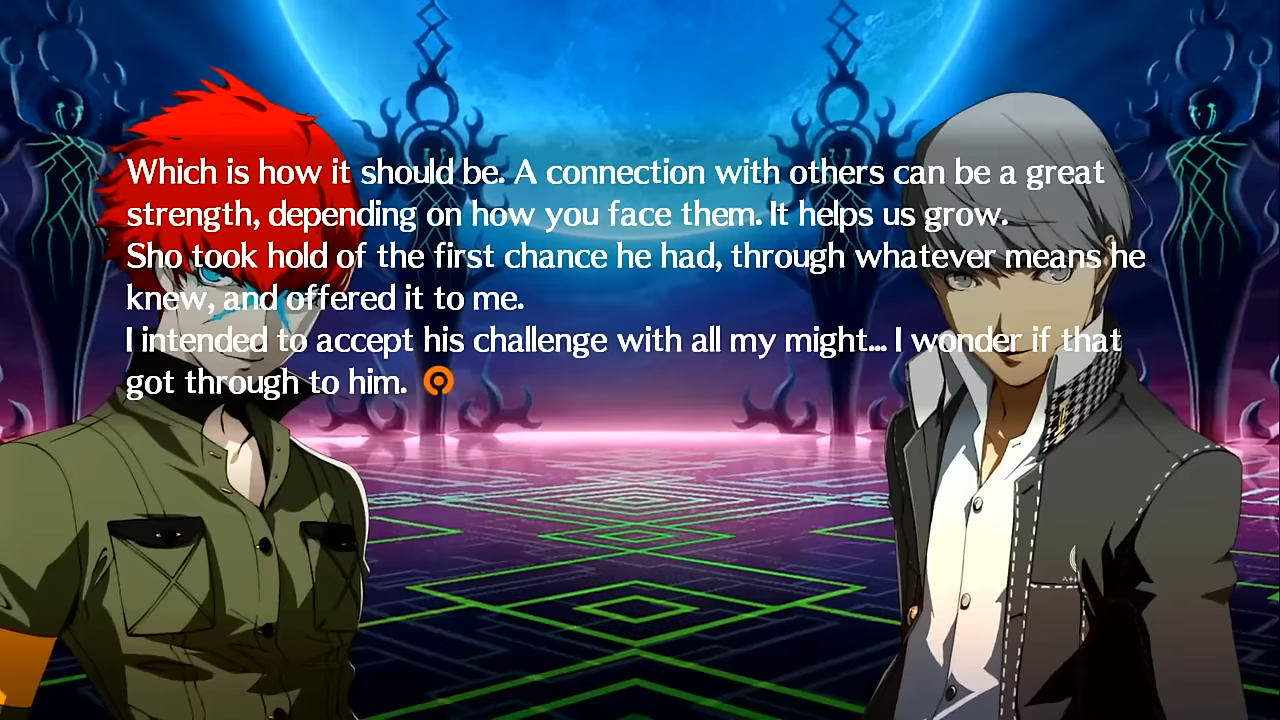 Which is how it should be. A connection with others can be a great
strength, depending on how you face them. It helps us grow.
Sho took hold of the first chance he had, through whatever means he
knew, and offered it to me.
I intended to accept his challenge with all my might... I wonder if that
got through to him.